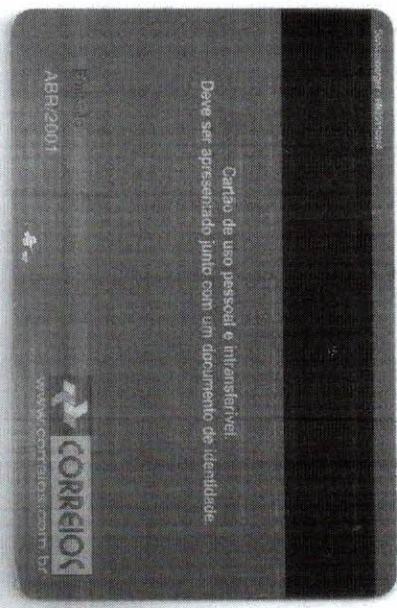 Cartão de uso pessoal e intransferível.
Deve ser apresentado junto com um documento de identidade
ABR/2001
CORREIOS
www.correios.com.br